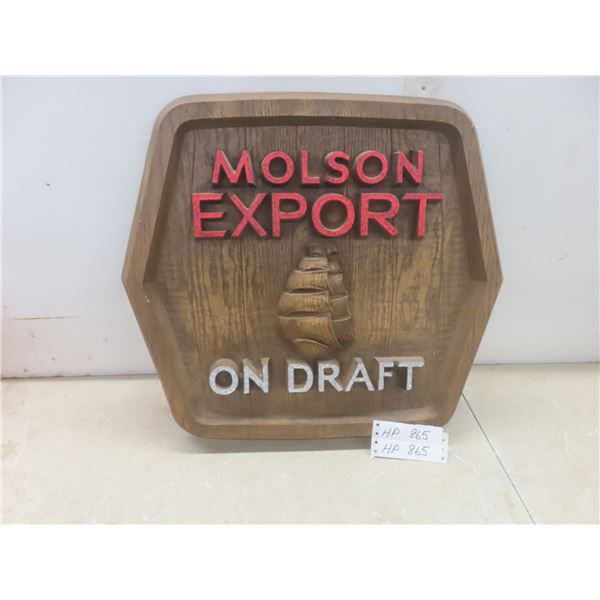 MOLSON
EXPORT
ON DRAFT
HP 865
HP 865